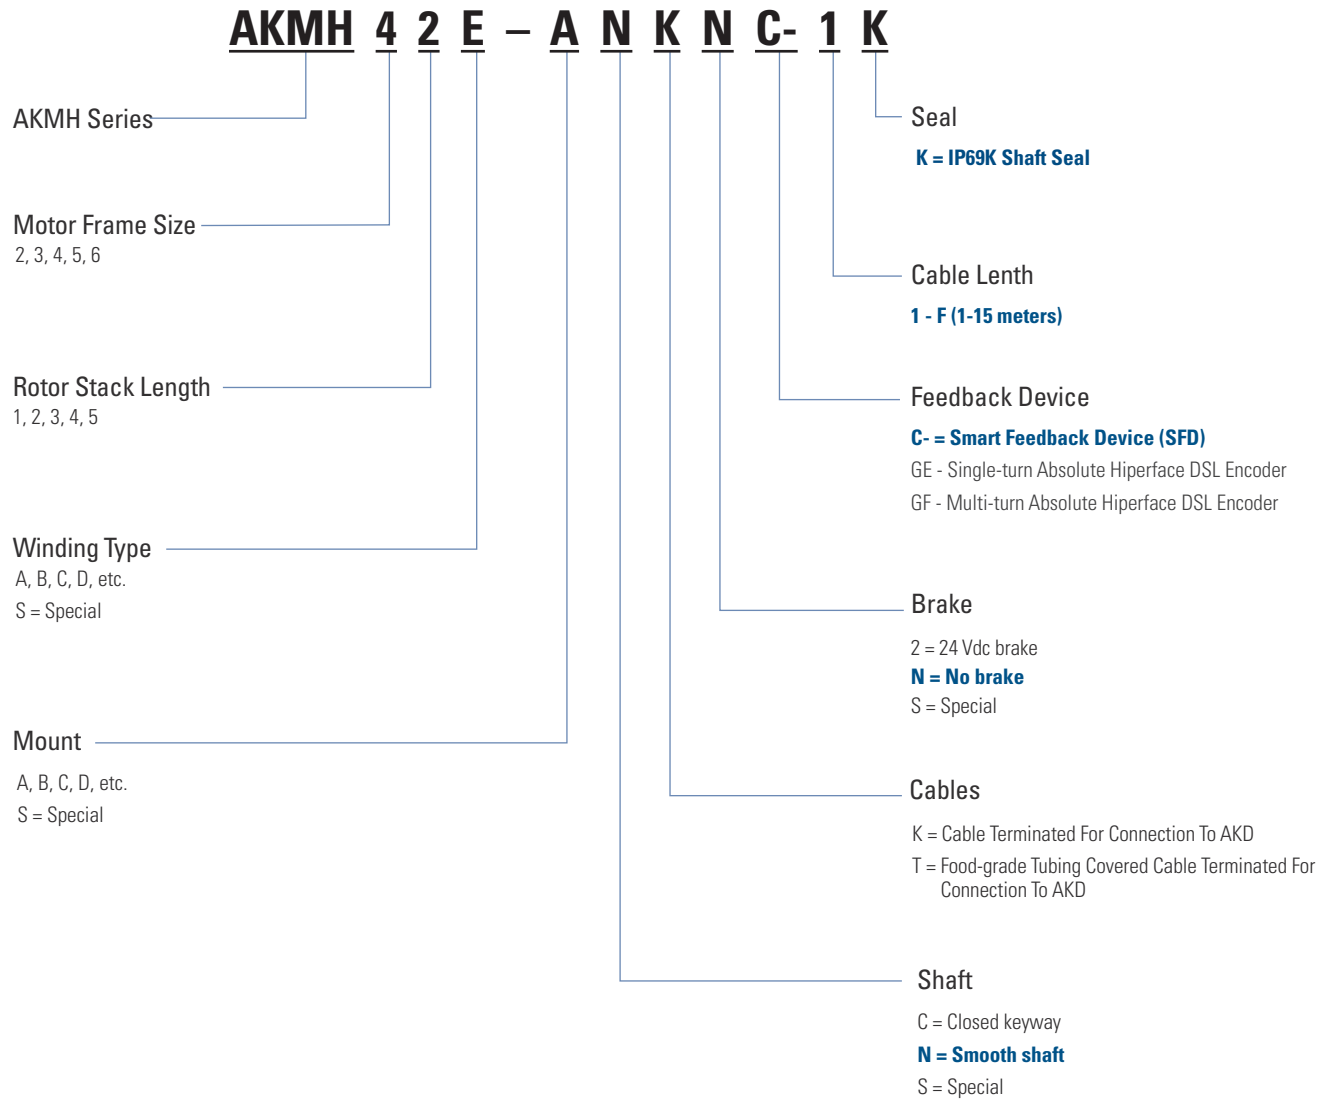 AKMH 4 2 E – A N K N C- 1 K
AKMH Series
Motor Frame Size
2, 3, 4, 5, 6
Rotor Stack Length
1, 2, 3, 4, 5
Winding Type
A, B, C, D, etc.
S = Special
Mount
A, B, C, D, etc.
S = Special
Seal
K = IP69K Shaft Seal
Cable Lenth
1 - F (1-15 meters)
Feedback Device
C- = Smart Feedback Device (SFD)
GE - Single-turn Absolute Hiperface DSL Encoder
GF - Multi-turn Absolute Hiperface DSL Encoder
Brake
2 = 24 Vdc brake
N = No brake
S = Special
Cables
K = Cable Terminated For Connection To AKD
T = Food-grade Tubing Covered Cable Terminated For
Connection To AKD
Shaft
C = Closed keyway
N = Smooth shaft
S = Special